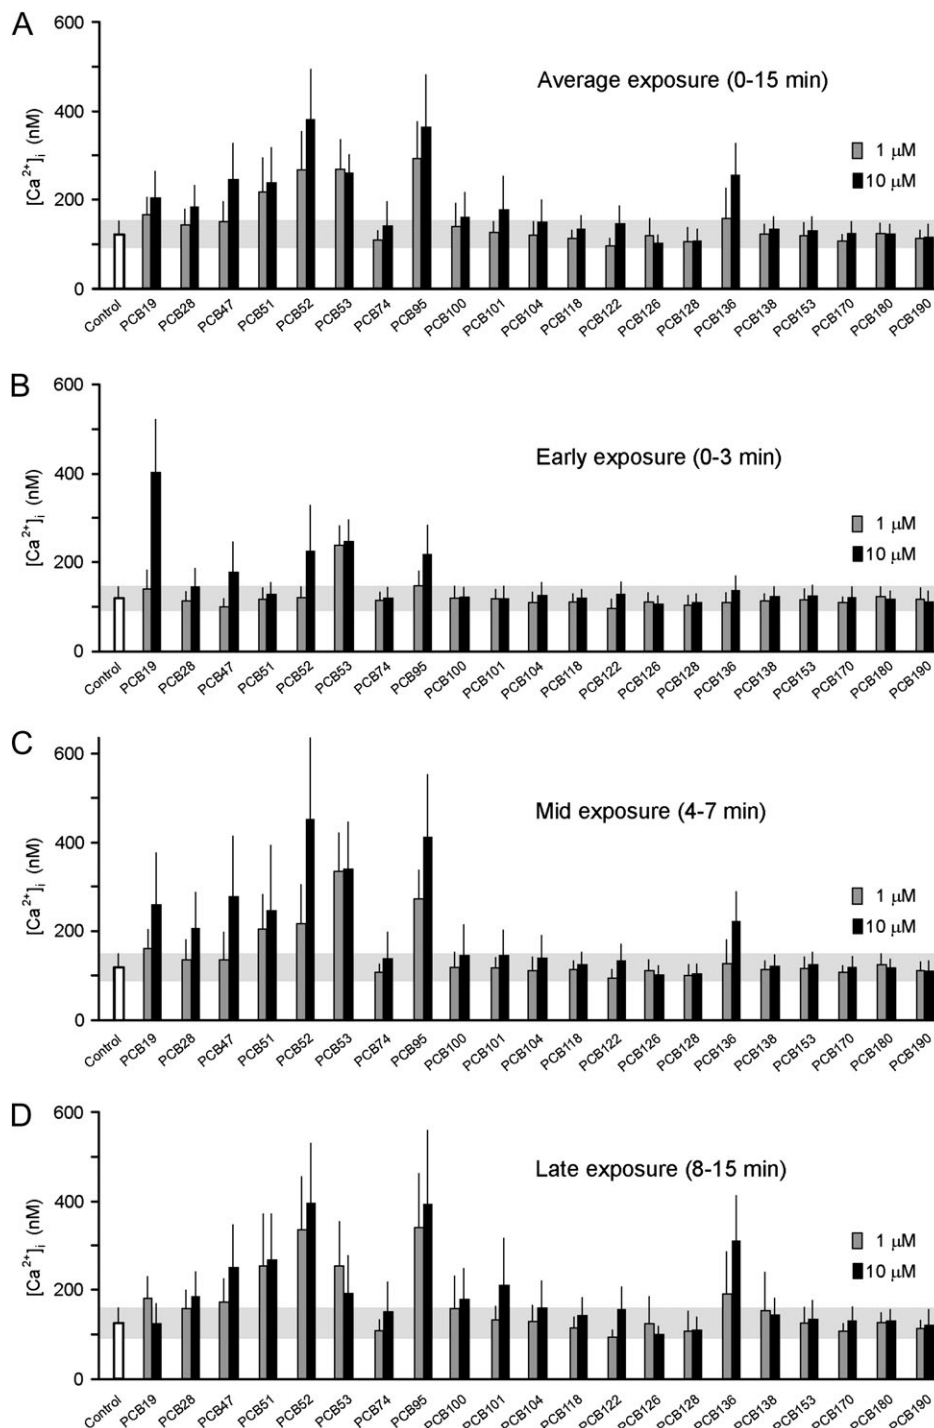 A
600
400
200
0
[Ca²⁺]ᵢ (nM)
Average exposure (0-15 min)
1 µM
10 µM
Control
PCB19
PCB28
PCB47
PCB51
PCB52
PCB53
PCB74
PCB95
PCB100
PCB101
PCB104
PCB118
PCB122
PCB126
PCB128
PCB136
PCB138
PCB153
PCB170
PCB180
PCB190
B
600
400
200
0
[Ca²⁺]ᵢ (nM)
Early exposure (0-3 min)
1 µM
10 µM
Control
PCB19
PCB28
PCB47
PCB51
PCB52
PCB53
PCB74
PCB95
PCB100
PCB101
PCB104
PCB118
PCB122
PCB126
PCB128
PCB136
PCB138
PCB153
PCB170
PCB180
PCB190
C
600
400
200
0
[Ca²⁺]ᵢ (nM)
Mid exposure (4-7 min)
1 µM
10 µM
Control
PCB19
PCB28
PCB47
PCB51
PCB52
PCB53
PCB74
PCB95
PCB100
PCB101
PCB104
PCB118
PCB122
PCB126
PCB128
PCB136
PCB138
PCB153
PCB170
PCB180
PCB190
D
600
400
200
0
[Ca²⁺]ᵢ (nM)
Late exposure (8-15 min)
1 µM
10 µM
Control
PCB19
PCB28
PCB47
PCB51
PCB52
PCB53
PCB74
PCB95
PCB100
PCB101
PCB104
PCB118
PCB122
PCB126
PCB128
PCB136
PCB138
PCB153
PCB170
PCB180
PCB190